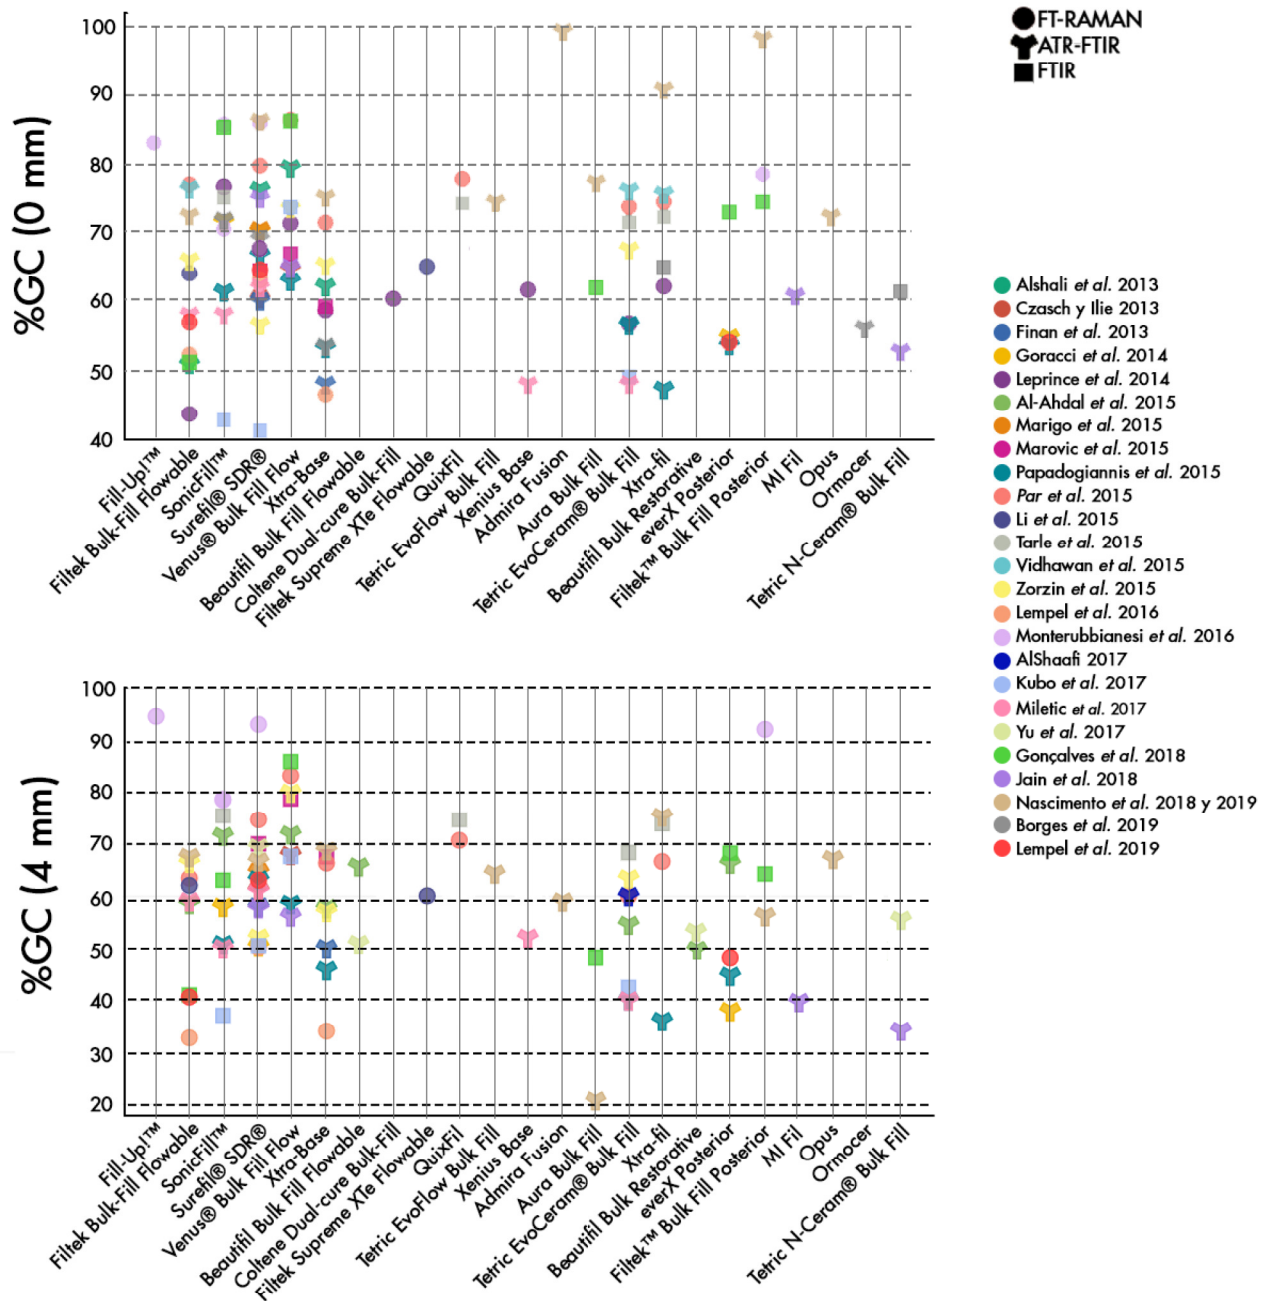 FT-RAMAN
ATR-FTIR
FTIR
%GC (0 mm)
100
90
80
70
60
50
40
Fill-Up!™
Filtek Bulk-Fill Flowable
SonicFill™
Surefil® SDR®
Venus® Bulk Fill Flow
Xtra-Base
Beautifil Bulk Fill Flowable
Coltene Dual-cure Bulk-Fill
Filtek Supreme XTe Flowable
QuixFil
Tetric EvoFlow Bulk Fill
Xenius Base
Admira Fusion
Aura Bulk Fill
Tetric EvoCeram® Bulk Fill
Xtra-fil
Beautifil Bulk Restorative
everX Posterior
Filtek™ Bulk Fill Posterior
MI Fil
Opus
Ormocer
Tetric N-Ceram® Bulk Fill
Alshali et al. 2013
Czasch y Ilie 2013
Finan et al. 2013
Goracci et al. 2014
Leprince et al. 2014
Al-Ahdal et al. 2015
Marigo et al. 2015
Marovic et al. 2015
Papadogiannis et al. 2015
Par et al. 2015
Li et al. 2015
Tarle et al. 2015
Vidhawan et al. 2015
Zorzin et al. 2015
Lempel et al. 2016
Monterubbianesi et al. 2016
AlShaafi 2017
Kubo et al. 2017
Miletic et al. 2017
Yu et al. 2017
Gonçalves et al. 2018
Jain et al. 2018
Nascimento et al. 2018 y 2019
Borges et al. 2019
Lempel et al. 2019
%GC (4 mm)
100
90
80
70
60
50
40
30
20
Fill-Up!™
Filtek Bulk-Fill Flowable
SonicFill™
Surefil® SDR®
Venus® Bulk Fill Flow
Xtra-Base
Beautifil Bulk Fill Flowable
Coltene Dual-cure Bulk-Fill
Filtek Supreme XTe Flowable
QuixFil
Tetric EvoFlow Bulk Fill
Xenius Base
Admira Fusion
Aura Bulk Fill
Tetric EvoCeram® Bulk Fill
Xtra-fil
Beautifil Bulk Restorative
everX Posterior
Filtek™ Bulk Fill Posterior
MI Fil
Opus
Ormocer
Tetric N-Ceram® Bulk Fill